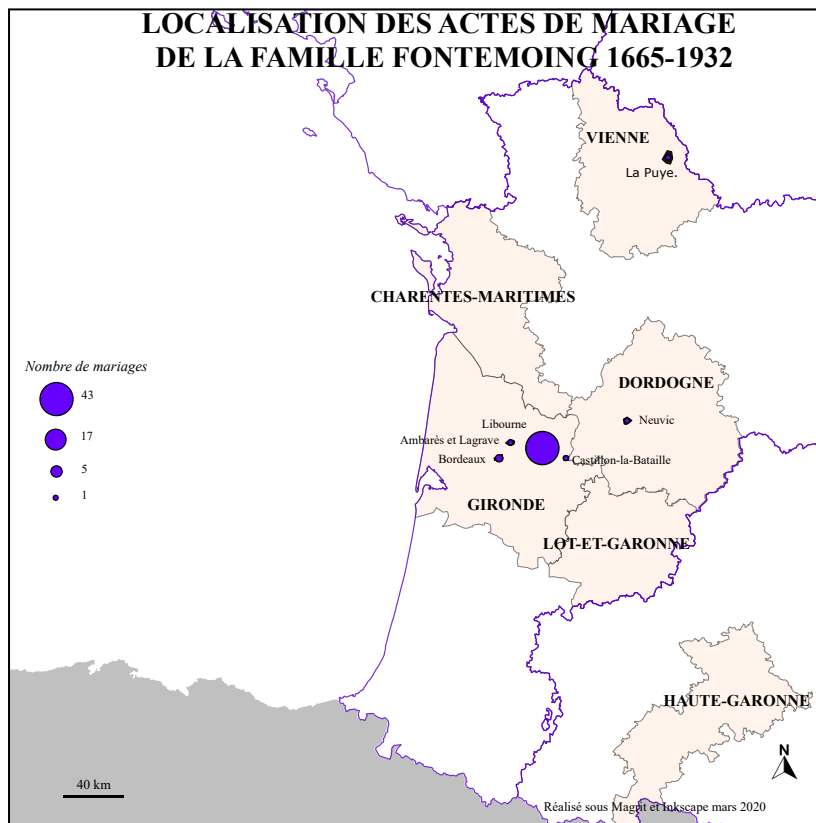 LOCALISATION DES ACTES DE MARIAGE
DE LA FAMILLE FONTEMOING 1665-1932
VIENNE
La Puye.
CHARENTES-MARITIMES
Nombre de mariages
43
17
5
1
DORDOGNE
Neuvic
Libourne
Ambarès et Lagrave
Bordeaux
Castillon-la-Bataille
GIRONDE
LOT-ET-GARONNE
HAUTE-GARONNE
N
40 km
Réalisé sous Magrit et Inkscape mars 2020